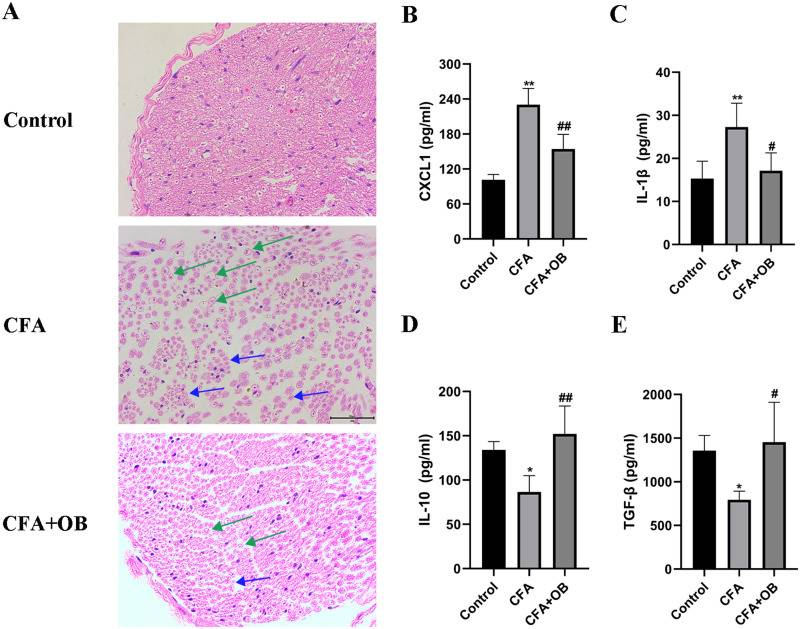 A
Control
CFA
CFA+OB
B
CXCL1 (pg/ml)
300
240
180
120
60
0
**
##
Control
CFA
CFA+OB
C
IL-1β (pg/ml)
40
30
20
10
0
**
#
Control
CFA
CFA+OB
D
IL-10 (pg/ml)
150
100
50
0
*
##
Control
CFA
CFA+OB
E
TGF-β (pg/ml)
2000
1500
1000
500
0
*
#
Control
CFA
CFA+OB